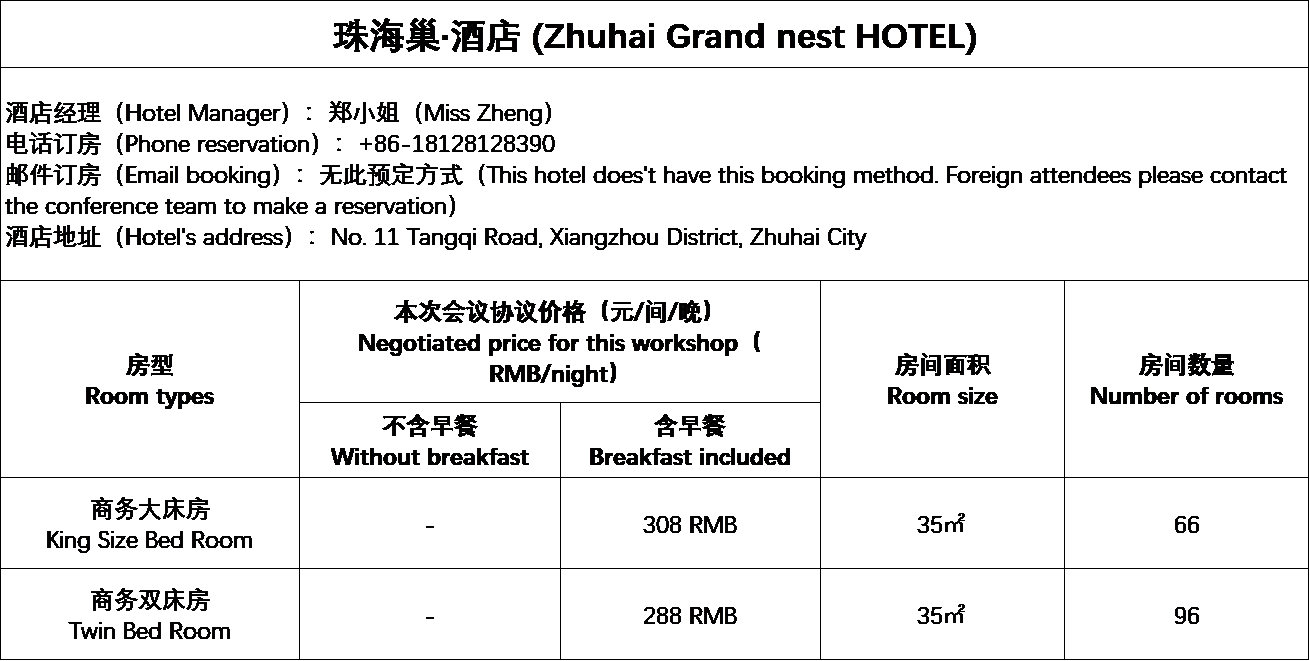 珠海巢·酒店 (Zhuhai Grand nest HOTEL)
酒店经理（Hotel Manager）：郑小姐（Miss Zheng）
电话订房（Phone reservation）：+86-18128128390
邮件订房（Email booking）：无此预定方式（This hotel does't have this booking method. Foreign attendees please contact
the conference team to make a reservation）
酒店地址（Hotel's address）：No. 11 Tangqi Road, Xiangzhou District, Zhuhai City
房型
Room types
本次会议协议价格（元/间/晚）
Negotiated price for this workshop（
RMB/night）
不含早餐
Without breakfast
含早餐
Breakfast included
房间面积
Room size
房间数量
Number of rooms
商务大床房
King Size Bed Room
-
308 RMB
35㎡
66
商务双床房
Twin Bed Room
-
288 RMB
35㎡
96